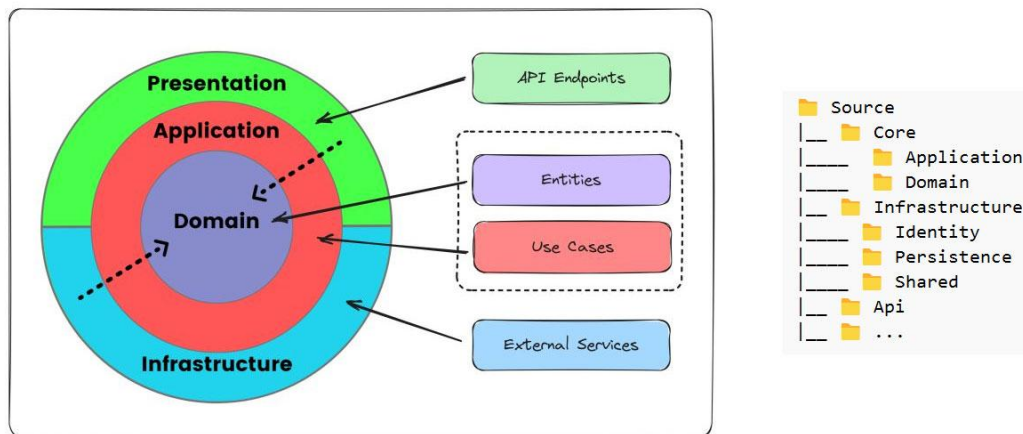 Presentation
Application
Domain
Infrastructure
API Endpoints
Entities
Use Cases
External Services
Source
|__ Core
|____ Application
|____ Domain
|__ Infrastructure
|____ Identity
|____ Persistence
|____ Shared
|__ Api
|__ ...